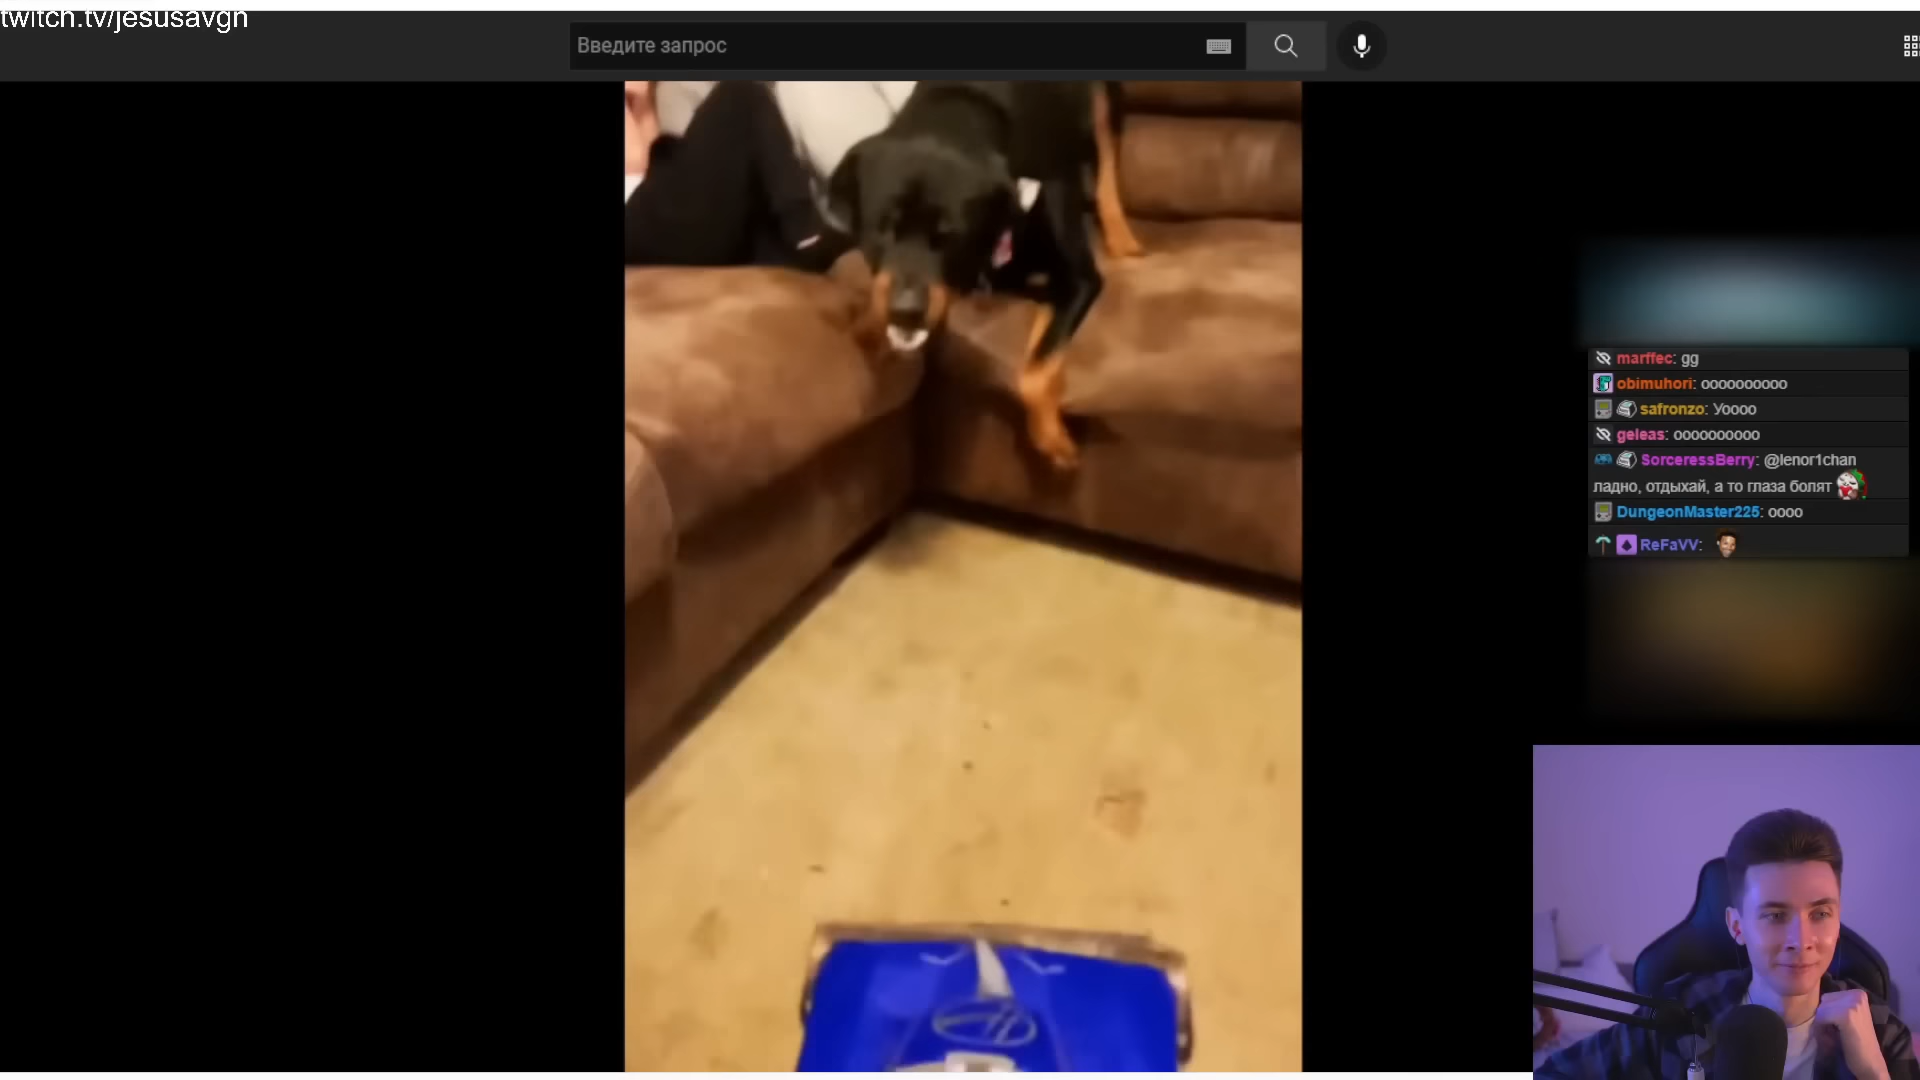 twitch.tv/jesusavgn
Введите запрос
marffec: gg
obimuhori: oooooooooo
safronzo: Yoooo
geleas: oooooooooo
SorceressBerry: @lenor1chan
ладно, отдыхай, а то глаза болят
DungeonMaster225: oooo
ReFaVV: